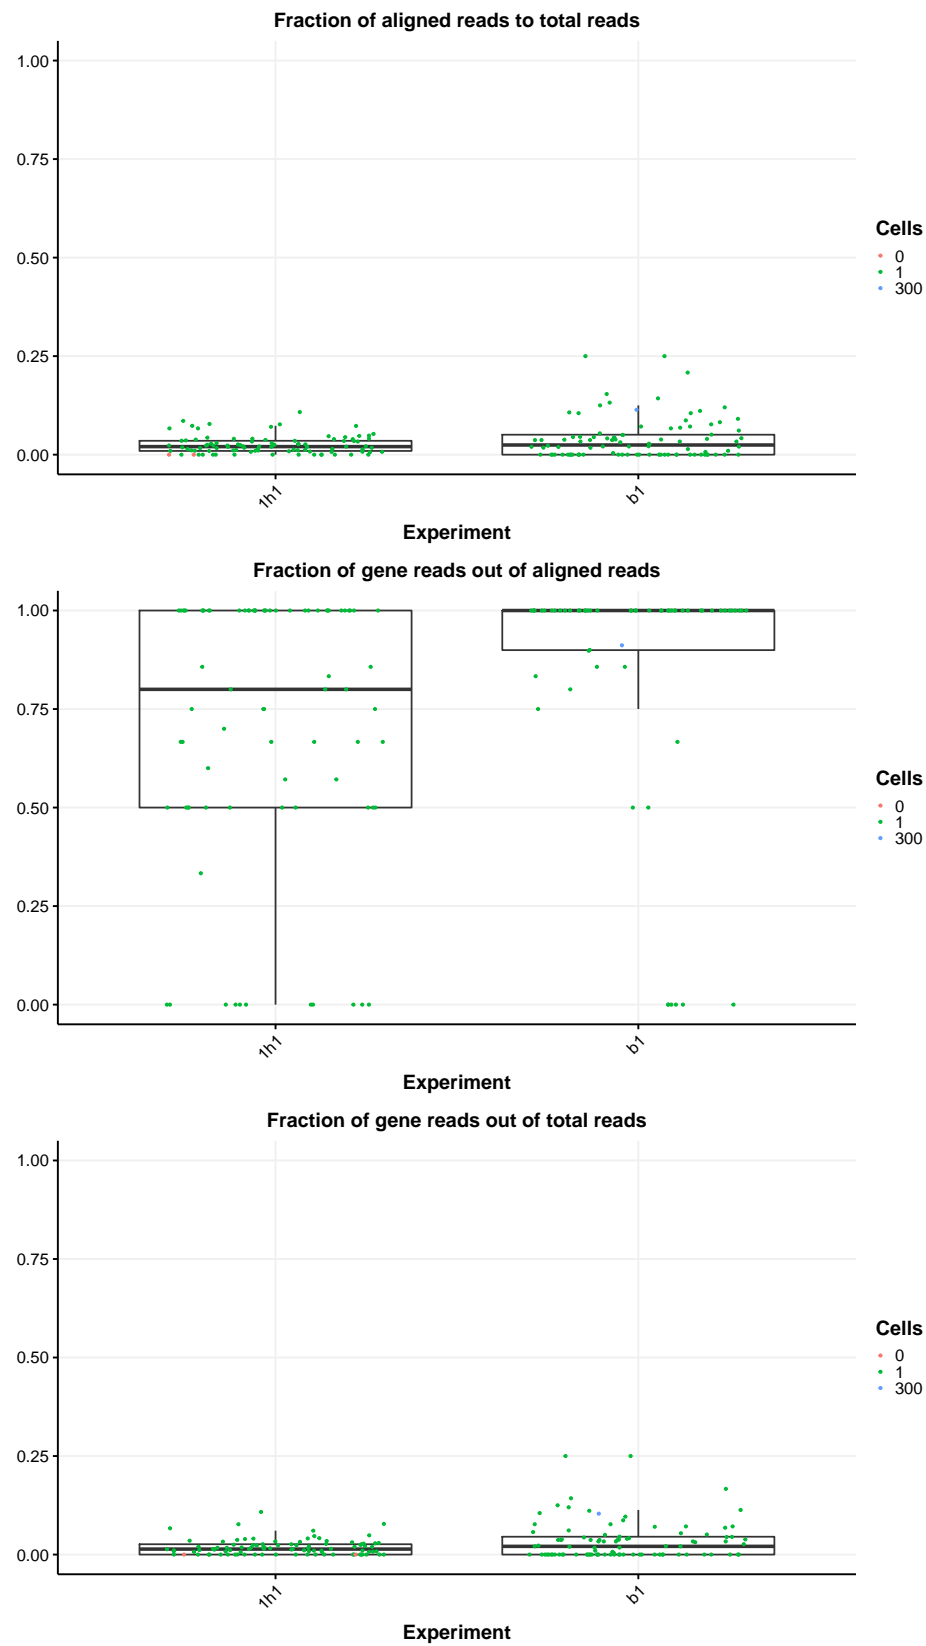 Fraction of aligned reads to total reads
1.00
0.75
0.50
0.25
0.00
1h1
b1
Experiment
Cells
0
1
300
Fraction of gene reads out of aligned reads
1.00
0.75
0.50
0.25
0.00
1h1
b1
Experiment
Cells
0
1
300
Fraction of gene reads out of total reads
1.00
0.75
0.50
0.25
0.00
1h1
b1
Experiment
Cells
0
1
300